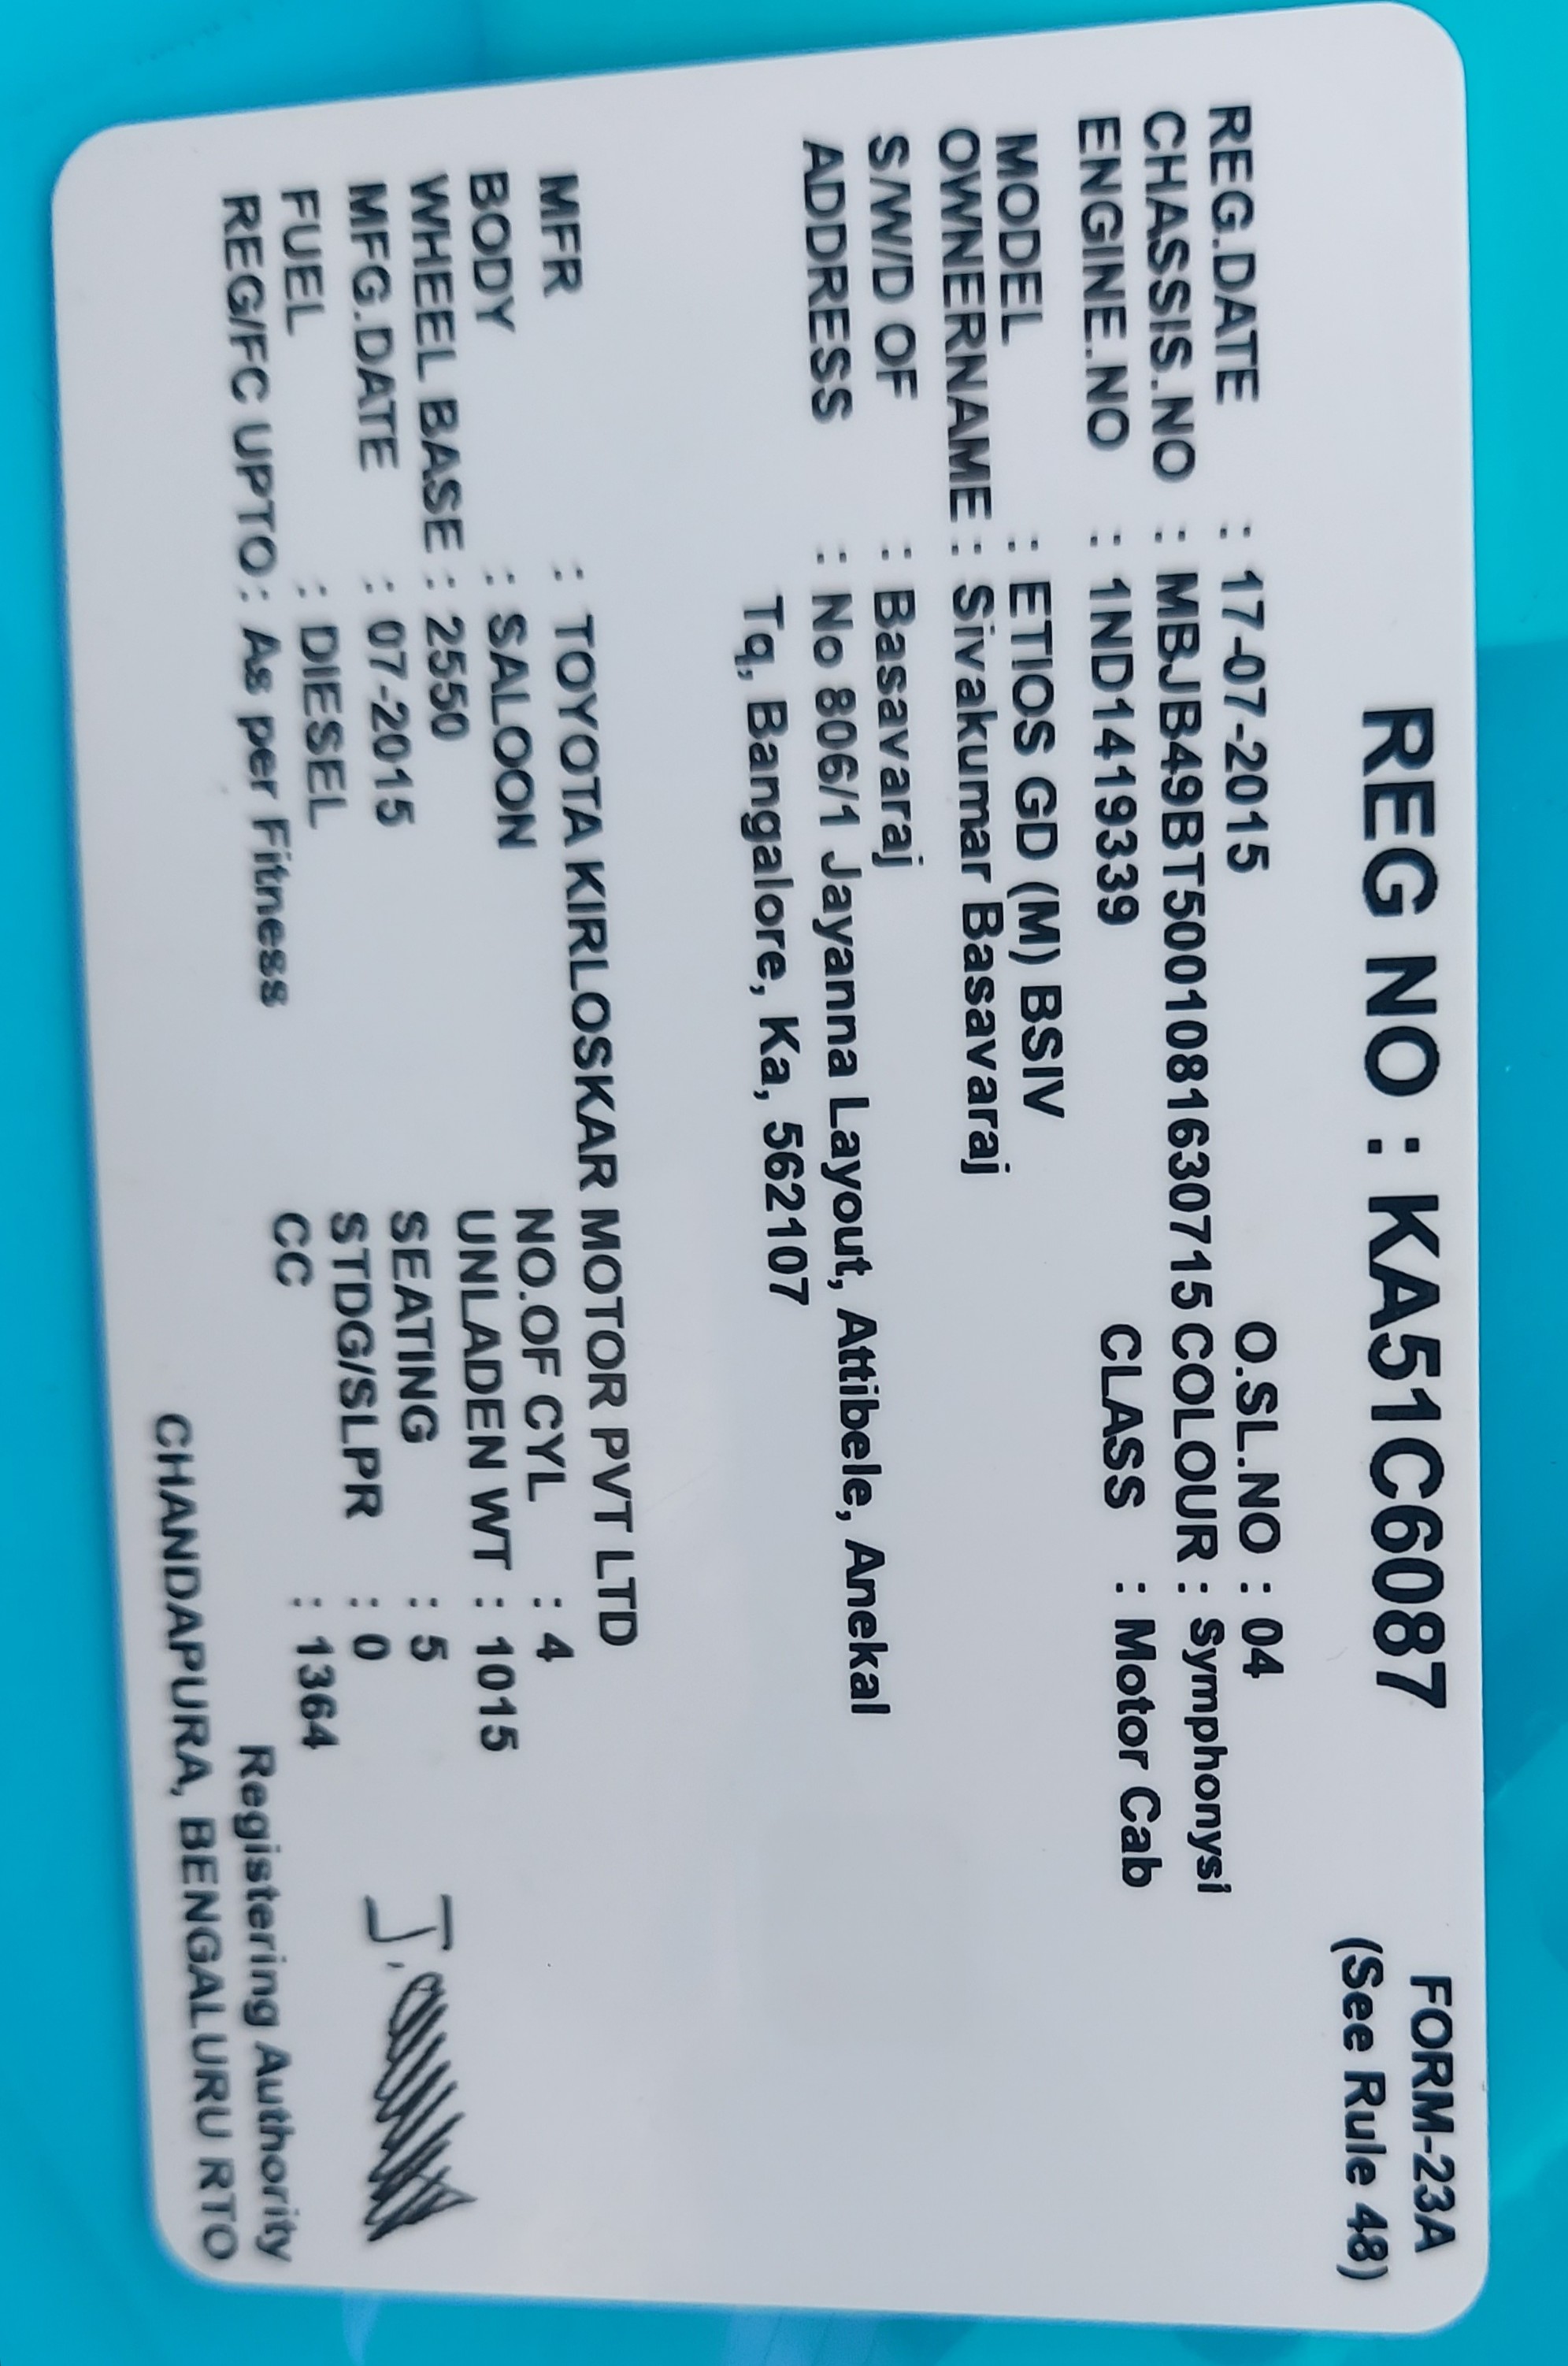 FORM-23A
REG NO : KA51C6087 (See Rule 48)
REG.DATE : 17-07-2015 O.SL.NO : 04
CHASSIS.NO : MBJB49BT5001081630715 COLOUR : Symphonysi
ENGINE.NO : 1ND1419339 CLASS : Motor Cab
MODEL : ETIOS GD (M) BSIV
OWNERNAME : Sivakumar Basavaraj
S/W/D OF : Basavaraj
ADDRESS : No 806/1 Jayanna Layout, Attibele, Anekal
Tq, Bangalore, Ka, 562107
MFR : TOYOTA KIRLOSKAR MOTOR PVT LTD
BODY : SALOON NO.OF CYL : 4
WHEEL BASE : 2550 UNLADEN WT : 1015
MFG.DATE : 07-2015 SEATING : 5
FUEL : DIESEL STDG/SLPR : 0
REG/FC UPTO : As per Fitness CC : 1364
Registering Authority
CHANDAPURA, BENGALURU RTO